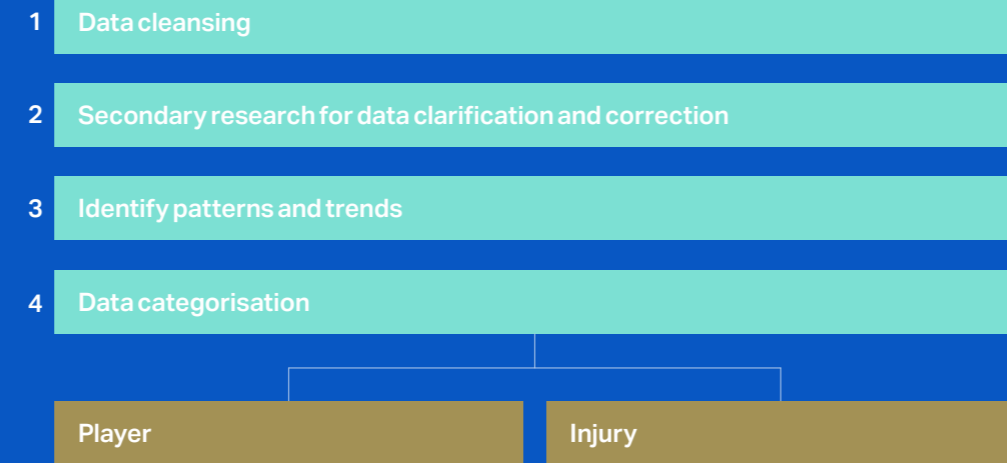 1 Data cleansing
2 Secondary research for data clarification and correction
3 Identify patterns and trends
4 Data categorisation
Player Injury